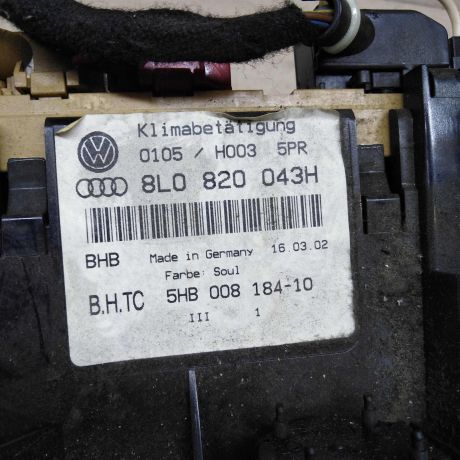 Klimabetätigung
0105 / H003 5PR
8L0 820 043H
BHB Made in Germany 16.03.02
Farbe: Soul
B.H.TC 5HB 008 184-10
III 1